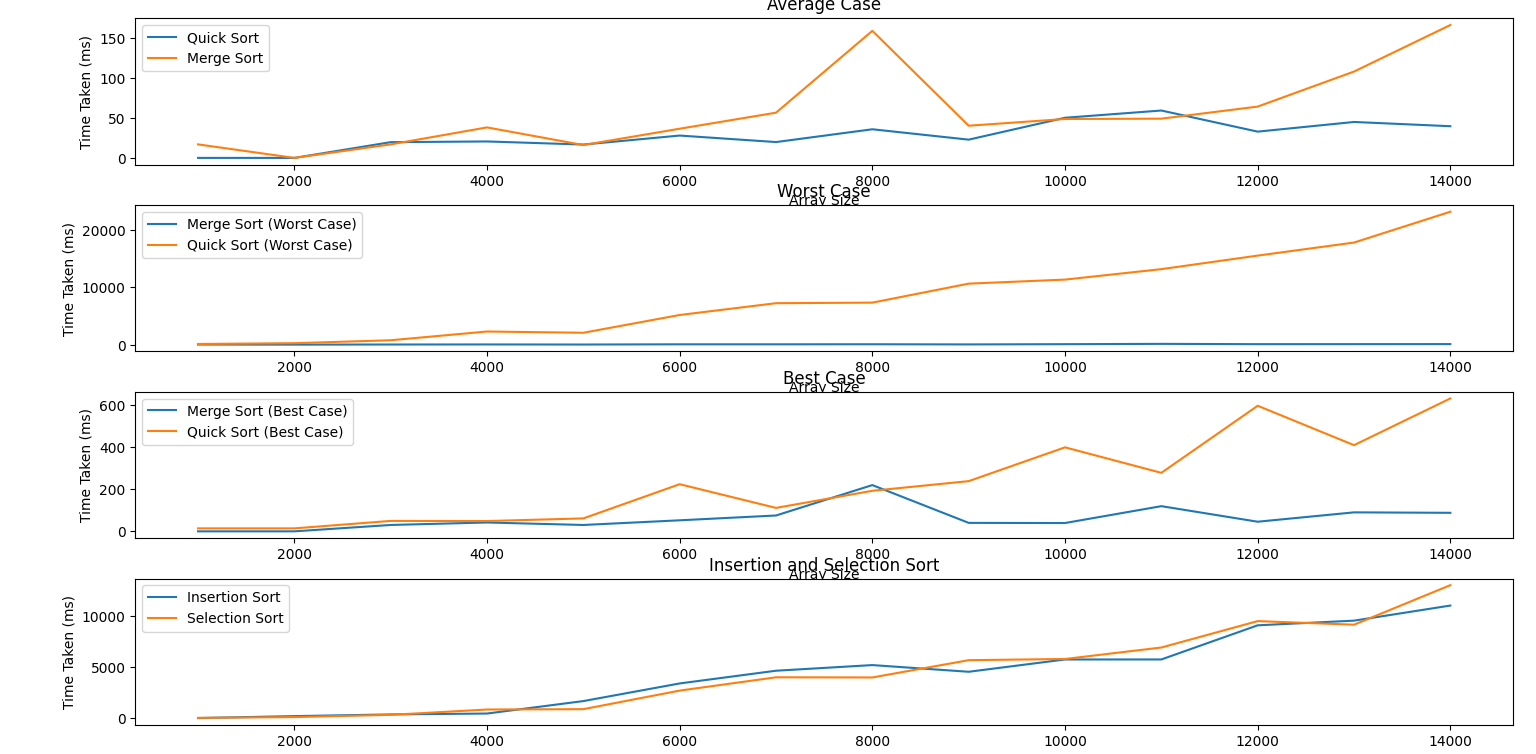 Average Case
Time Taken (ms)
150
100
50
0
Quick Sort
Merge Sort
2000 4000 6000 8000 10000 12000 14000
Array Size
Worst Case
Time Taken (ms)
20000
10000
0
Merge Sort (Worst Case)
Quick Sort (Worst Case)
2000 4000 6000 8000 10000 12000 14000
Array Size
Best Case
Time Taken (ms)
600
400
200
0
Merge Sort (Best Case)
Quick Sort (Best Case)
2000 4000 6000 8000 10000 12000 14000
Array Size
Insertion and Selection Sort
Time Taken (ms)
10000
5000
0
Insertion Sort
Selection Sort
2000 4000 6000 8000 10000 12000 14000